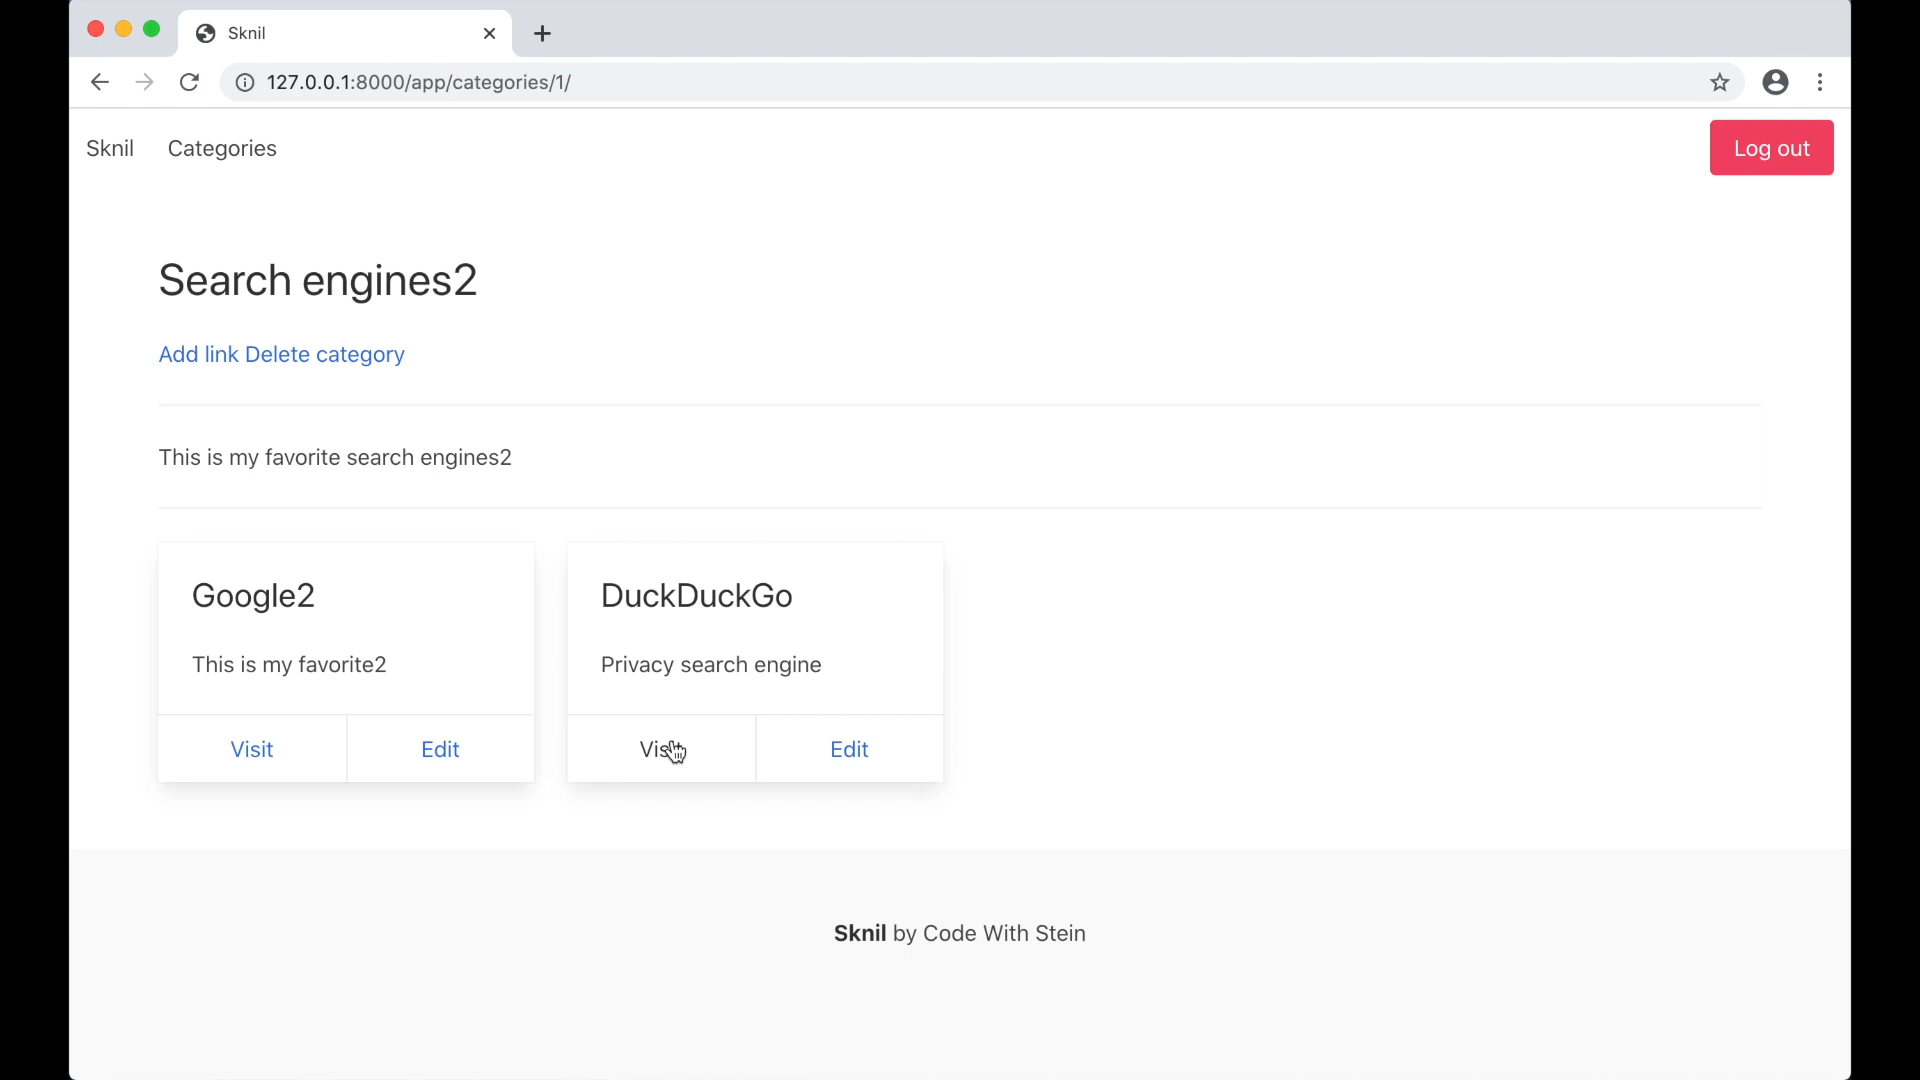 Sknil
127.0.0.1:8000/app/categories/1/
Sknil Categories Log out
Search engines2
Add link Delete category
This is my favorite search engines2
Google2
This is my favorite2
Visit Edit
DuckDuckGo
Privacy search engine
Edit
Sknil by Code With Stein